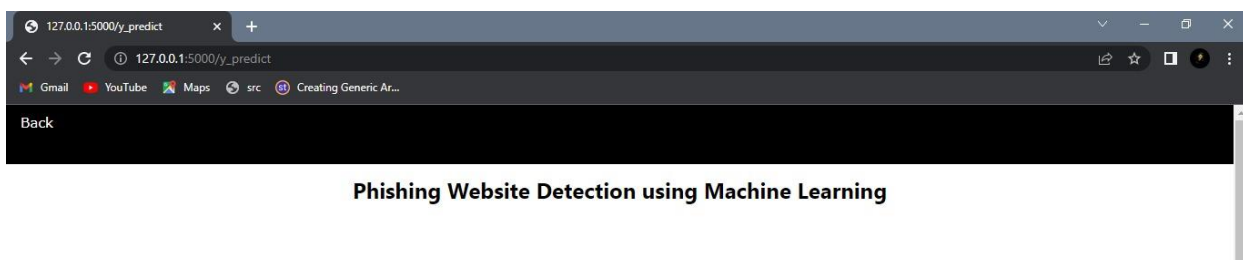 127.0.0.1:5000/y_predict
127.0.0.1:5000/y_predict
Gmail YouTube Maps src st Creating Generic Ar...
Back
Phishing Website Detection using Machine Learning